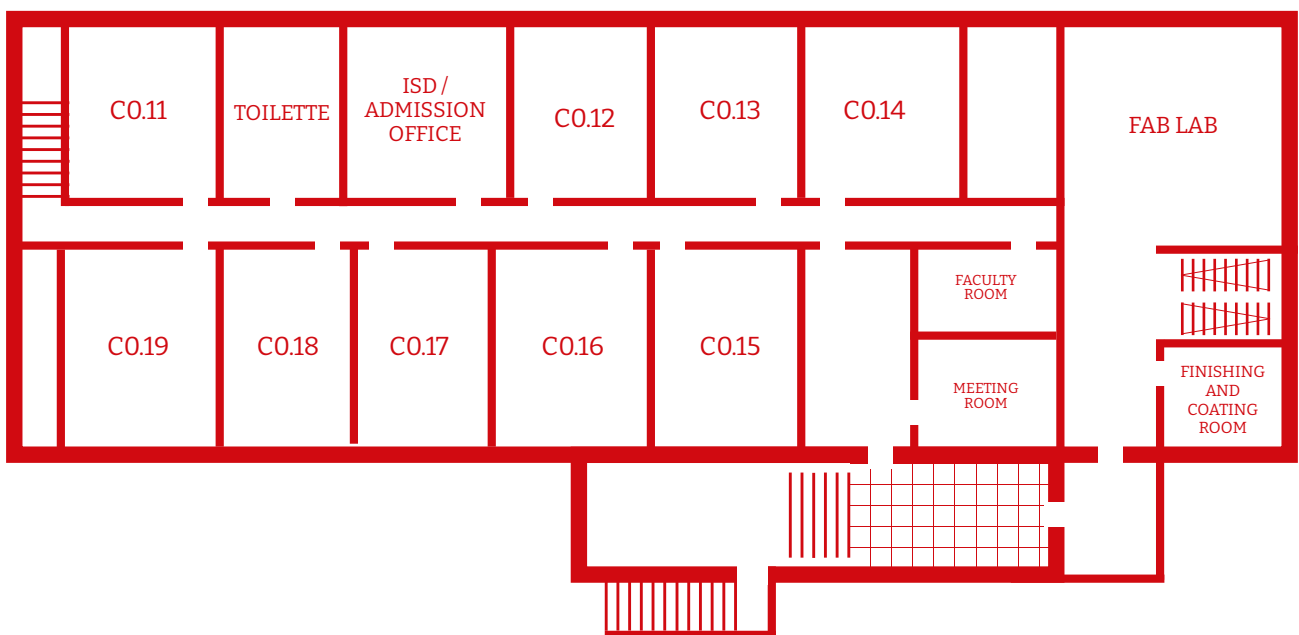 C0.11
TOILETTE
ISD /
ADMISSION
OFFICE
C0.12
C0.13
C0.14
FAB LAB
C0.19
C0.18
C0.17
C0.16
C0.15
FACULTY
ROOM
MEETING
ROOM
FINISHING
AND
COATING
ROOM